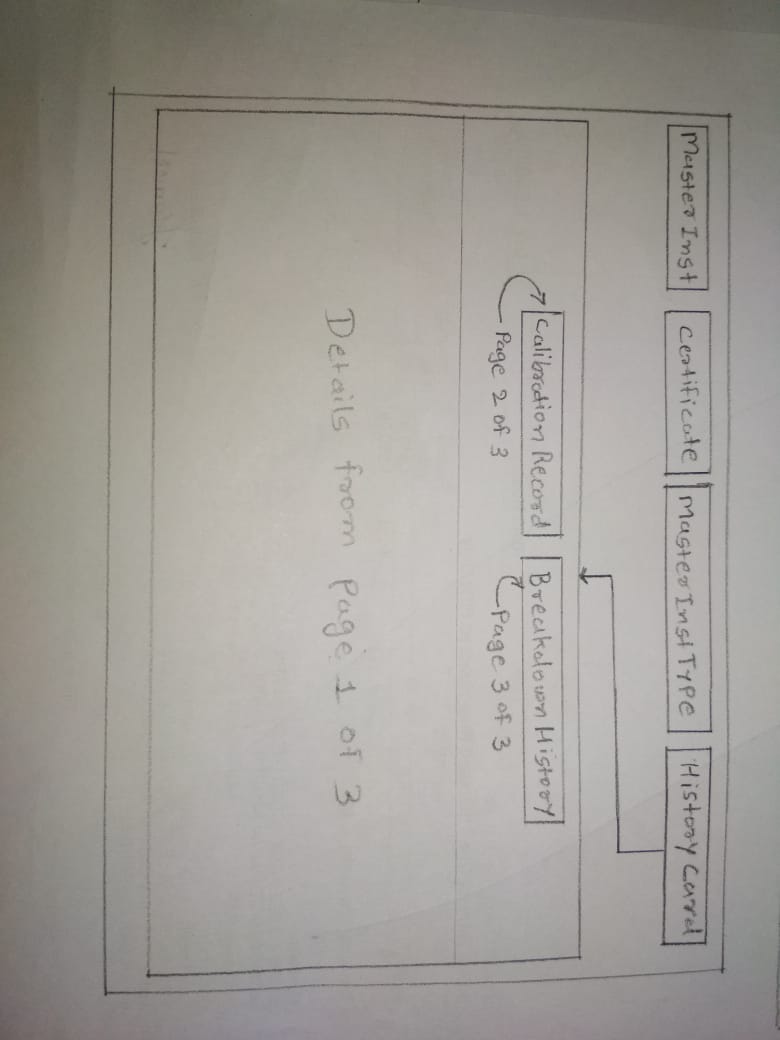 Master Inst
Certificate
Master Inst Type
History Card
Calibration Record
Breakdown History
Page 2 of 3
Page 3 of 3
Details from Page 1 of 3